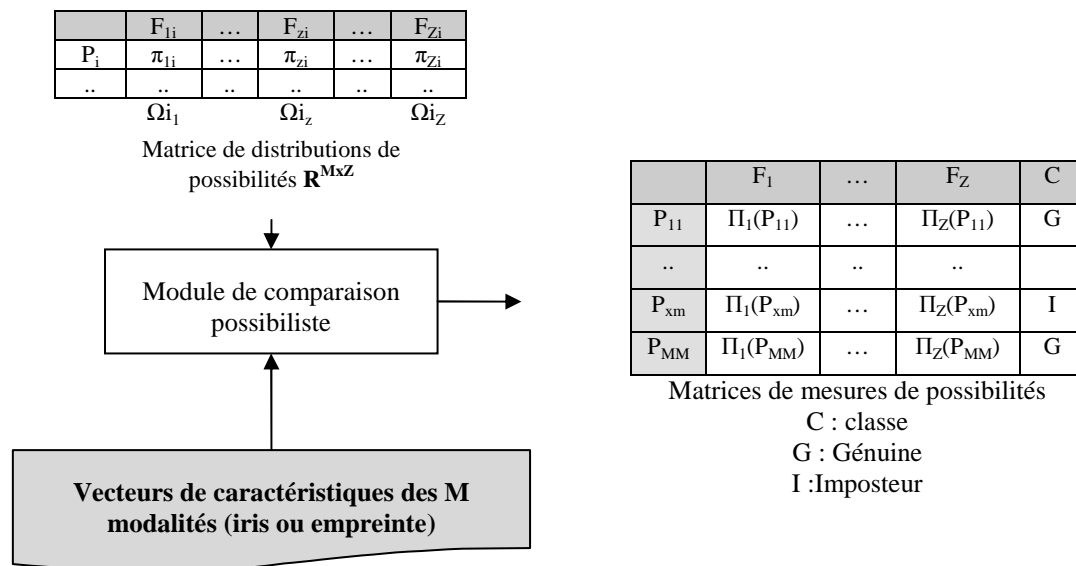 F1i … Fzi … FZi
Pi π1i … πzi … πZi
.. .. .. .. .. ..
Ωi1 Ωiz ΩiZ
Matrice de distributions de
possibilités R^MxZ
Module de comparaison
possibiliste
Vecteurs de caractéristiques des M
modalités (iris ou empreinte)
F1 … FZ C
P11 Π1(P11) … ΠZ(P11) G
.. .. .. ..
Pxm Π1(Pxm) … ΠZ(Pxm) I
PMM Π1(PMM) … ΠZ(PMM) G
Matrices de mesures de possibilités
C : classe
G : Génuine
I :Imposteur